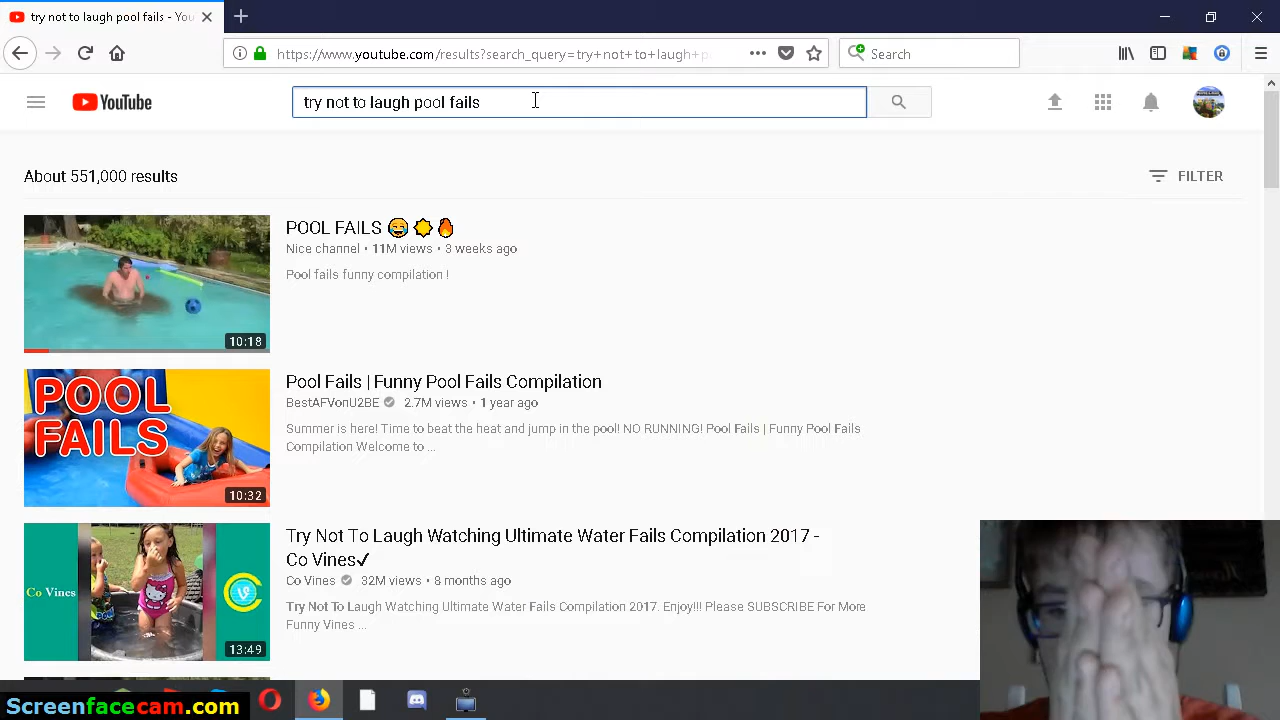 try not to laugh pool fails - You
https://www.youtube.com/results?search_query=try+not+to+laugh+p
Search
YouTube
try not to laugh pool fails
About 551,000 results
FILTER
POOL FAILS 😂 ☀ 🔥
Nice channel • 11M views • 3 weeks ago
Pool fails funny compilation !
10:18
POOL
FAILS
10:32
Pool Fails | Funny Pool Fails Compilation
BestAFVonU2BE 2.7M views • 1 year ago
Summer is here! Time to beat the heat and jump in the pool! NO RUNNING! Pool Fails | Funny Pool Fails
Compilation Welcome to ...
Co Vines
13:49
Try Not To Laugh Watching Ultimate Water Fails Compilation 2017 -
Co Vines✓
Co Vines 32M views • 8 months ago
Try Not To Laugh Watching Ultimate Water Fails Compilation 2017. Enjoy!!! Please SUBSCRIBE For More
Funny Vines ...
Screenfacecam.com